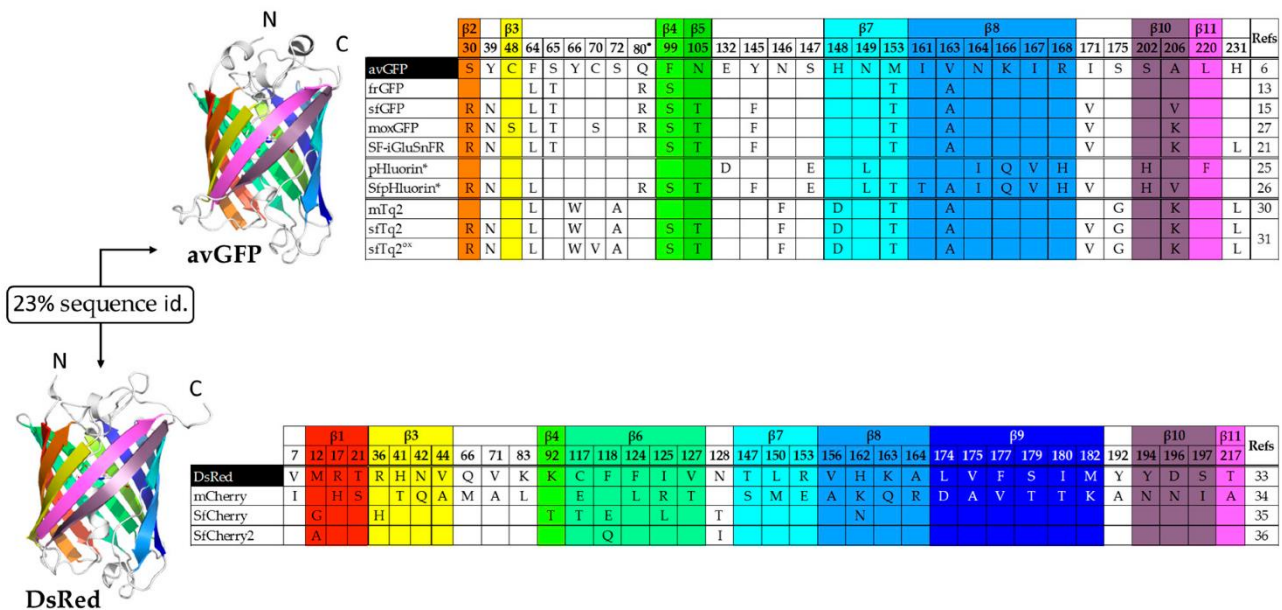 N
C
avGFP
β2 β3 β4 β5 β7 β8 β10 β11 Refs
30 39 48 64 65 66 70 72 80* 99 105 132 145 146 147 148 149 153 161 163 164 166 167 168 171 175 202 206 220 231
avGFP S Y C F S Y C S Q F N E Y N S H N M I V N K I R I S S A L H 6
frGFP L T R S T A 13
sfGFP R N L T R S T F T A V V 15
moxGFP R N S L T S R S T F T A V K 27
SF-iGluSnFR R N L T S T F T A V K L 21
pHluorin* D E L I Q V H H F 25
SfpHluorin* R N L R S T F E L T T A I Q V H V H V 26
mTq2 L W A F D T A G K L 30
sfTq2 R N L W A S T F D T A V G K L 31
sfTq2ᵒˣ R N L W V A S T F D T A V G K L
23% sequence id.
N
C
DsRed
β1 β3 β4 β6 β7 β8 β9 β10 β11 Refs
7 12 17 21 36 41 42 44 66 71 83 92 117 118 124 125 127 128 147 150 153 156 162 163 164 174 175 177 179 180 182 192 194 196 197 217
DsRed V M R T R H N V Q V K K C F F I V N T L R V H K A L V F S I M Y Y D S T 33
mCherry I H S T Q A M A L E L R T S M E A K Q R D A V T T K A N N I A 34
SfCherry G H T T E L T N 35
SfCherry2 A Q I 36